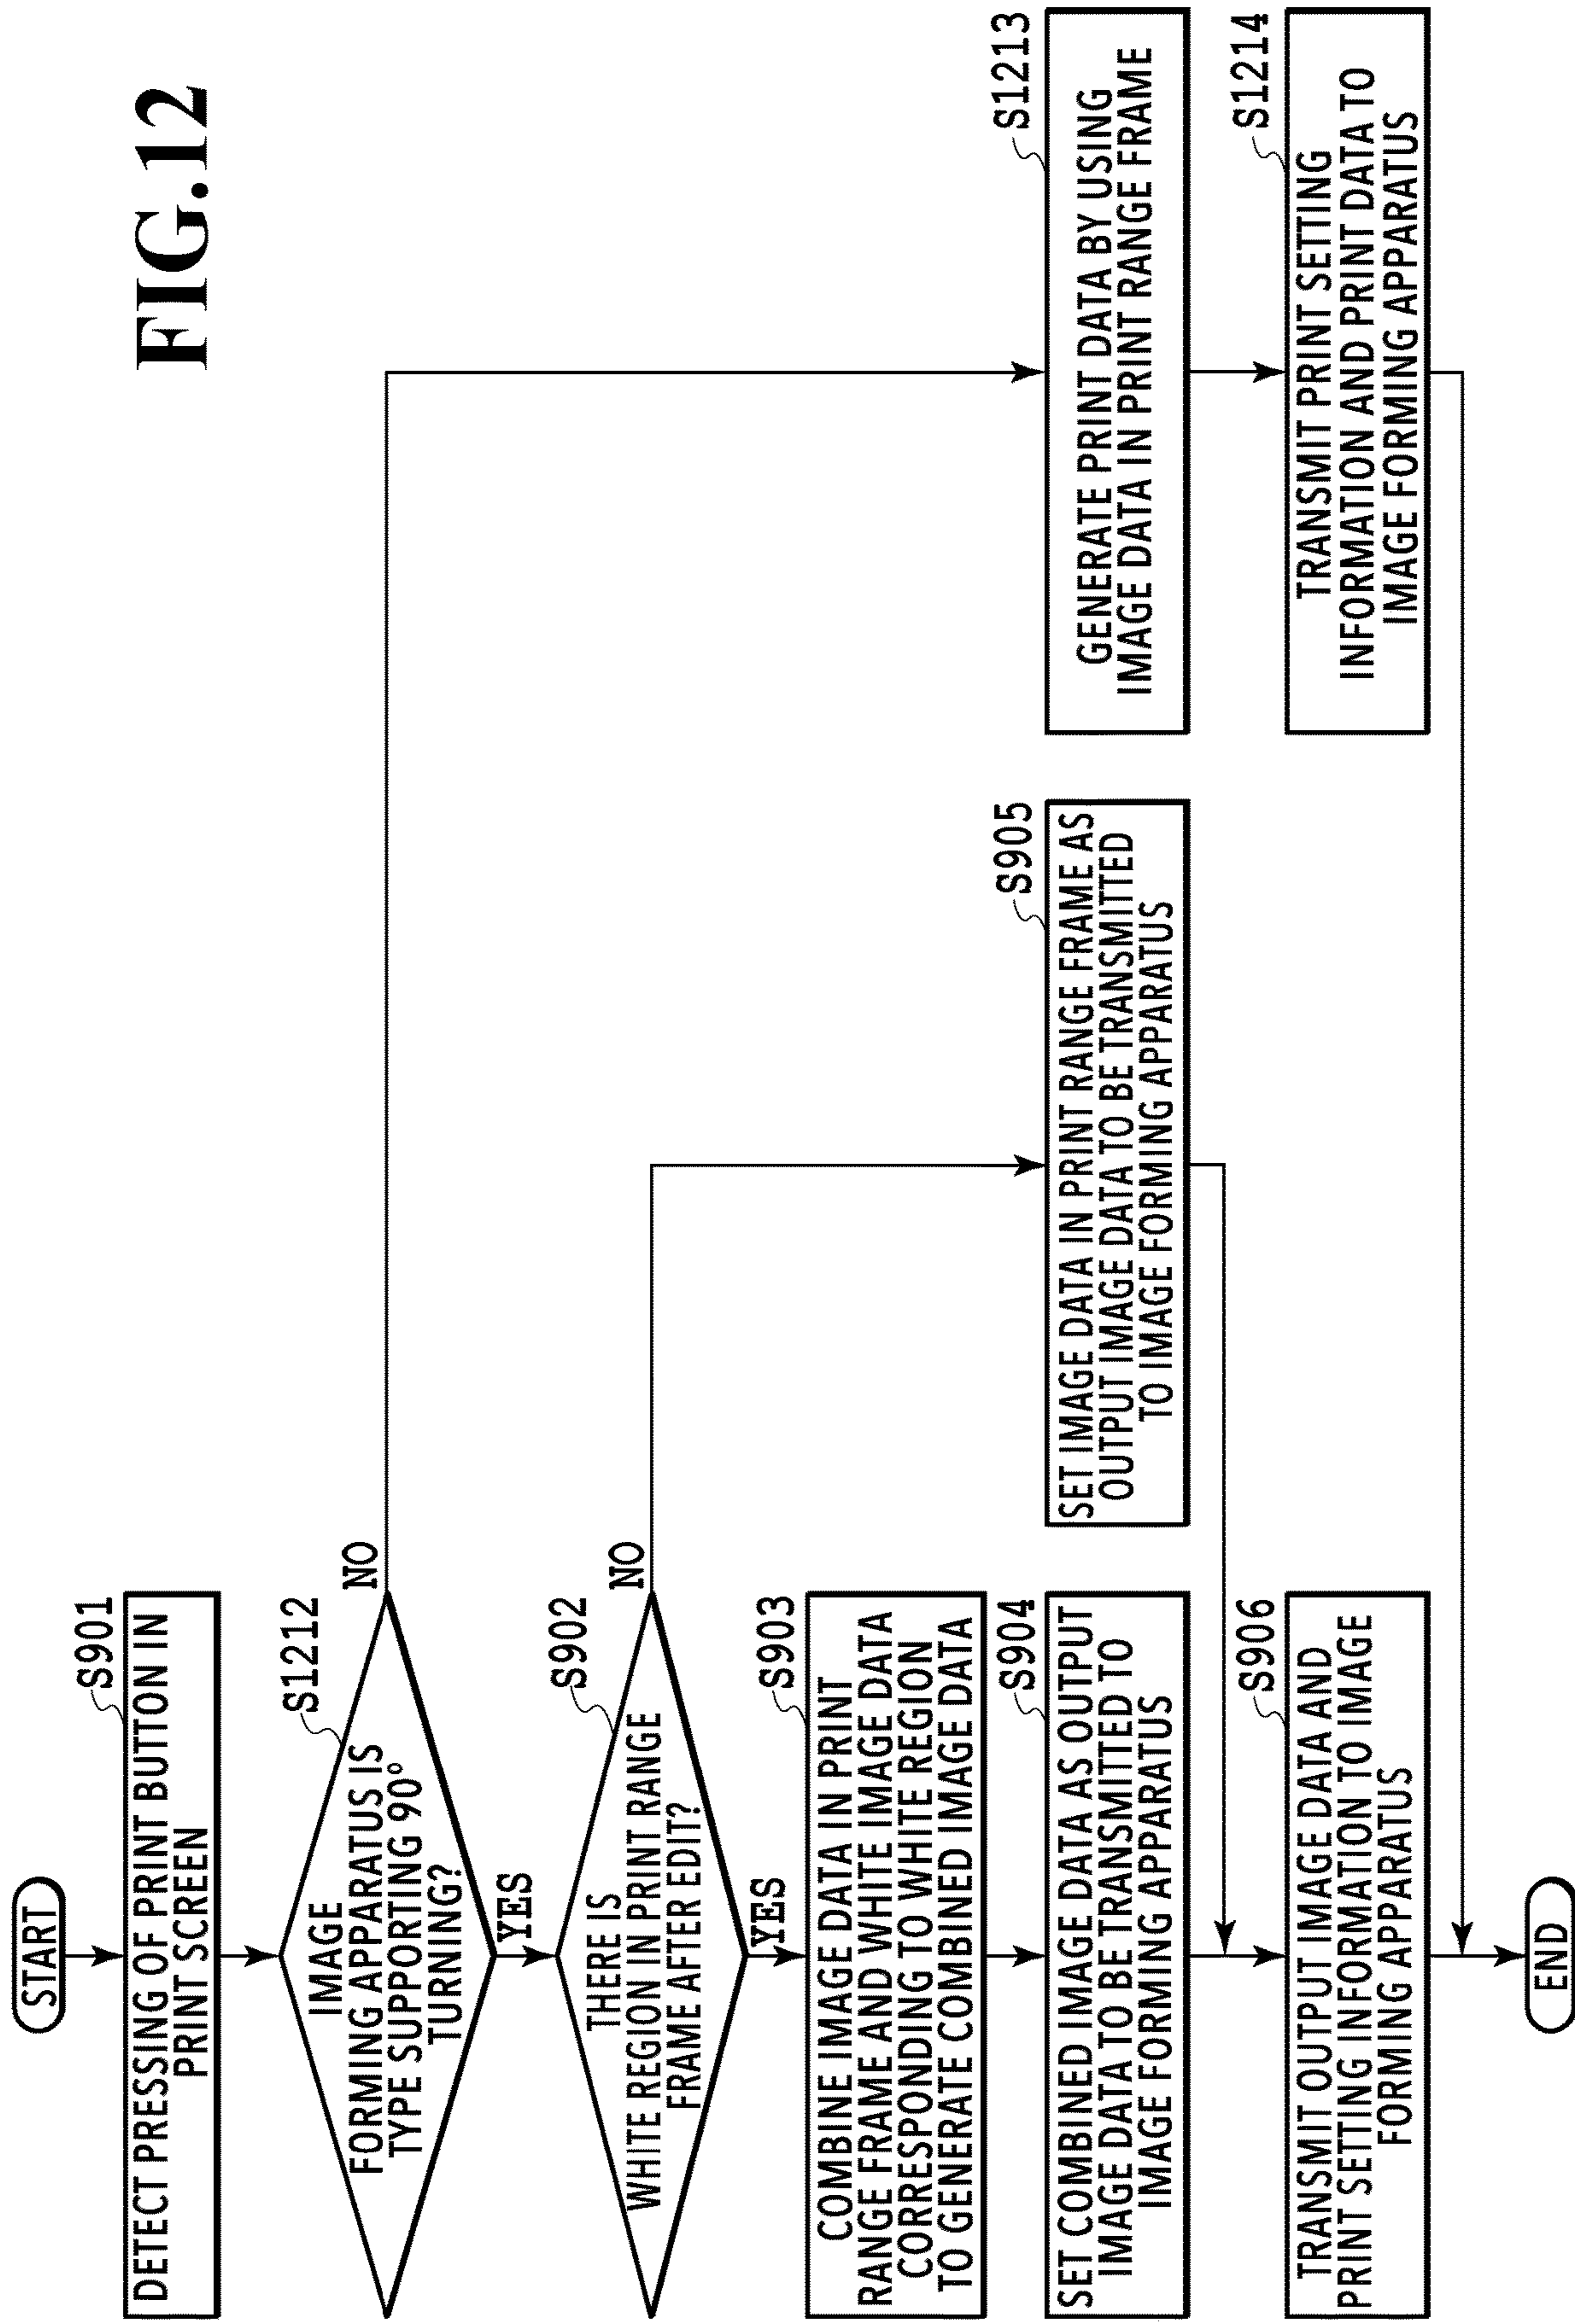 FIG.12
START
S901
DETECT PRESSING OF PRINT BUTTON IN
PRINT SCREEN
S1212
IMAGE
FORMING APPARATUS IS
TYPE SUPPORTING 90°
TURNING?
NO
YES
S902
THERE IS
WHITE REGION IN PRINT RANGE
FRAME AFTER EDIT?
NO
YES
S903
COMBINE IMAGE DATA IN PRINT
RANGE FRAME AND WHITE IMAGE DATA
CORRESPONDING TO WHITE REGION
TO GENERATE COMBINED IMAGE DATA
S904
SET COMBINED IMAGE DATA AS OUTPUT
IMAGE DATA TO BE TRANSMITTED TO
IMAGE FORMING APPARATUS
S905
SET IMAGE DATA IN PRINT RANGE FRAME AS
OUTPUT IMAGE DATA TO BE TRANSMITTED
TO IMAGE FORMING APPARATUS
S1213
GENERATE PRINT DATA BY USING
IMAGE DATA IN PRINT RANGE FRAME
S906
TRANSMIT OUTPUT IMAGE DATA AND
PRINT SETTING INFORMATION TO IMAGE
FORMING APPARATUS
S1214
TRANSMIT PRINT SETTING
INFORMATION AND PRINT DATA TO
IMAGE FORMING APPARATUS
END